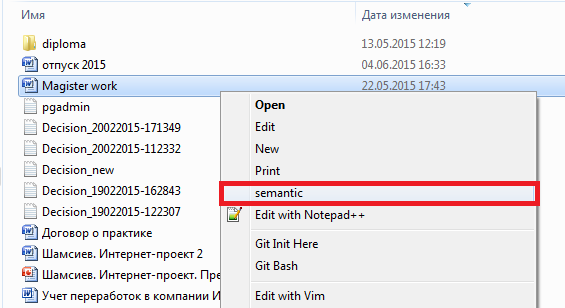 Имя Дата изменения
diploma 13.05.2015 12:19
отпуск 2015 04.06.2015 16:33
Magister work 22.05.2015 17:43
pgadmin
Decision_20022015-171349
Decision_20022015-112332
Decision_new
Decision_19022015-162843
Decision_19022015-122307
Договор о практике
Шамсиев. Интернет-проект 2
Шамсиев. Интернет-проект. Пре
Учет переработок в компании И
Open
Edit
New
Print
semantic
Edit with Notepad++
Git Init Here
Git Bash
Edit with Vim